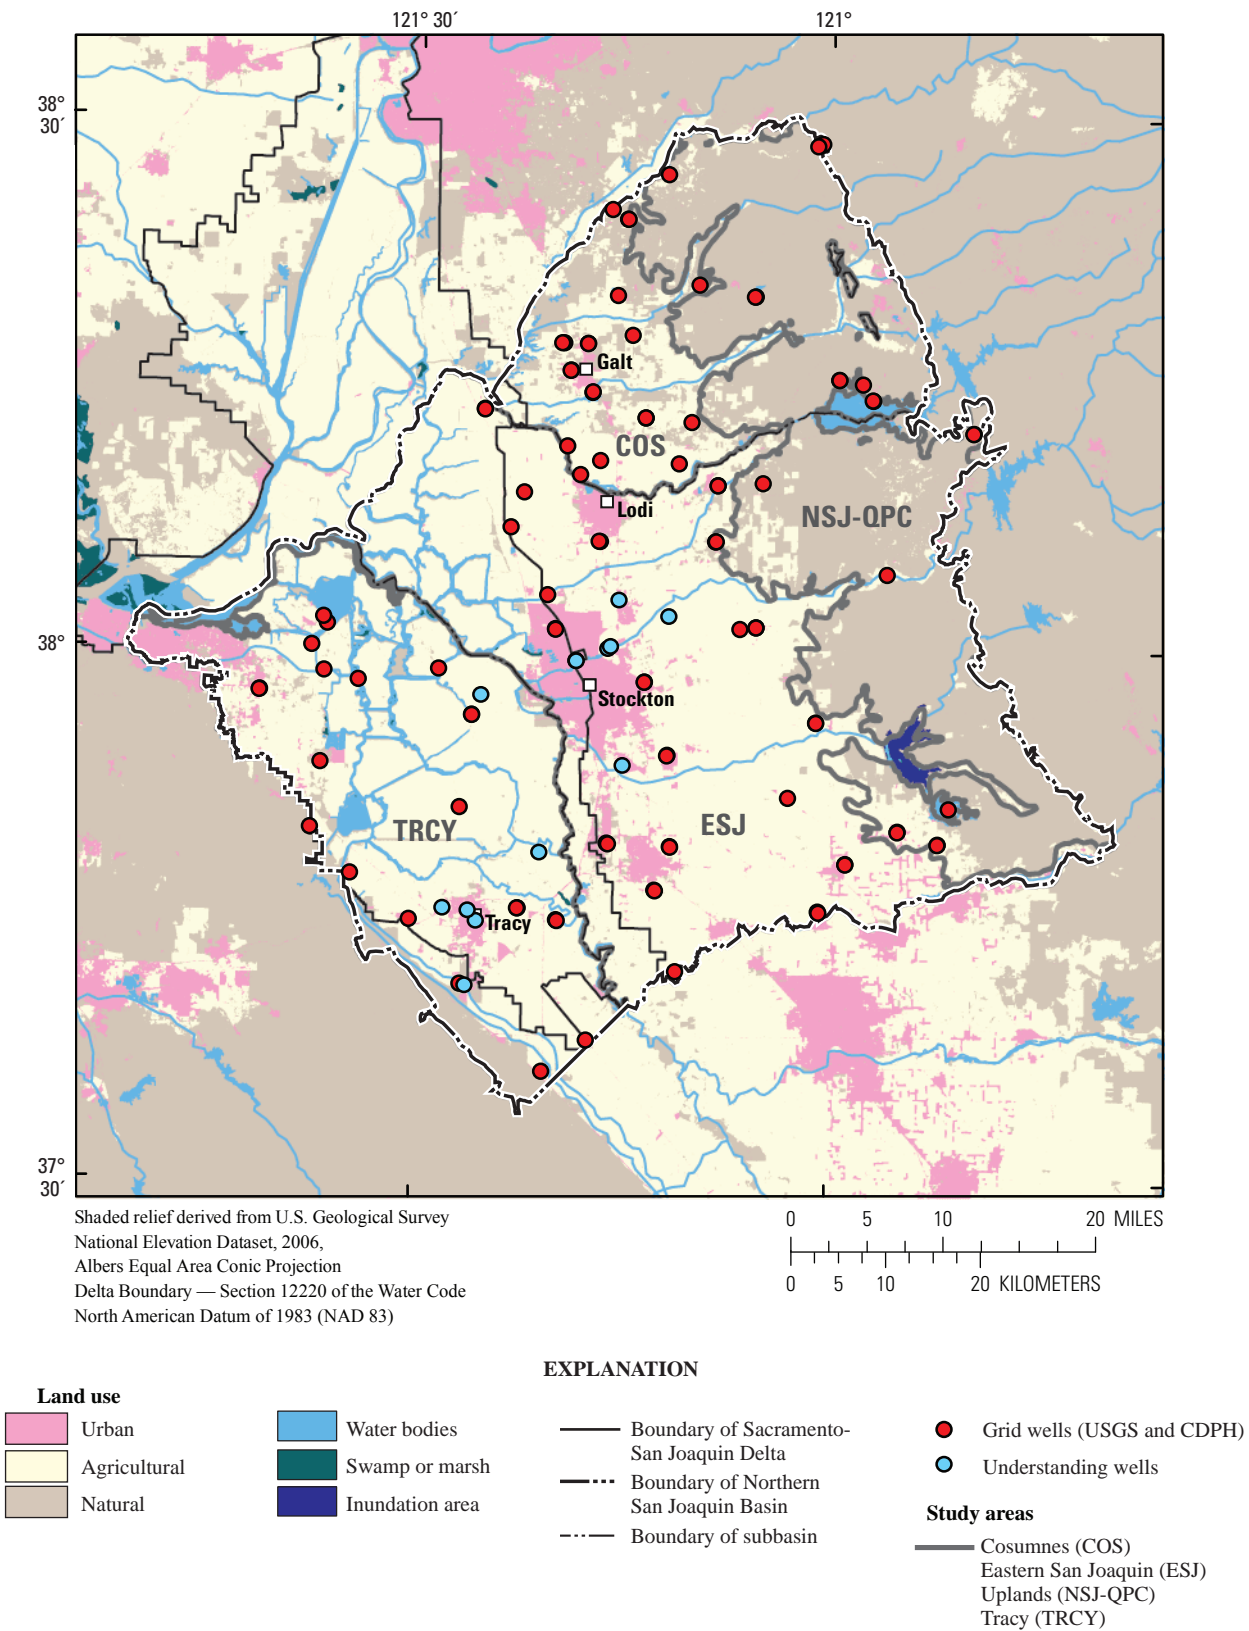 121° 30′
121°
38°
30′
Galt
COS
Lodi
NSJ-QPC
38°
Stockton
TRCY
ESJ
Tracy
37°
30′
Shaded relief derived from U.S. Geological Survey
National Elevation Dataset, 2006,
Albers Equal Area Conic Projection
Delta Boundary — Section 12220 of the Water Code
North American Datum of 1983 (NAD 83)
0 5 10 20 MILES
0 5 10 20 KILOMETERS
EXPLANATION
Land use
Urban
Agricultural
Natural
Water bodies
Swamp or marsh
Inundation area
Boundary of Sacramento-
San Joaquin Delta
Boundary of Northern
San Joaquin Basin
Boundary of subbasin
Grid wells (USGS and CDPH)
Understanding wells
Study areas
Cosumnes (COS)
Eastern San Joaquin (ESJ)
Uplands (NSJ-QPC)
Tracy (TRCY)